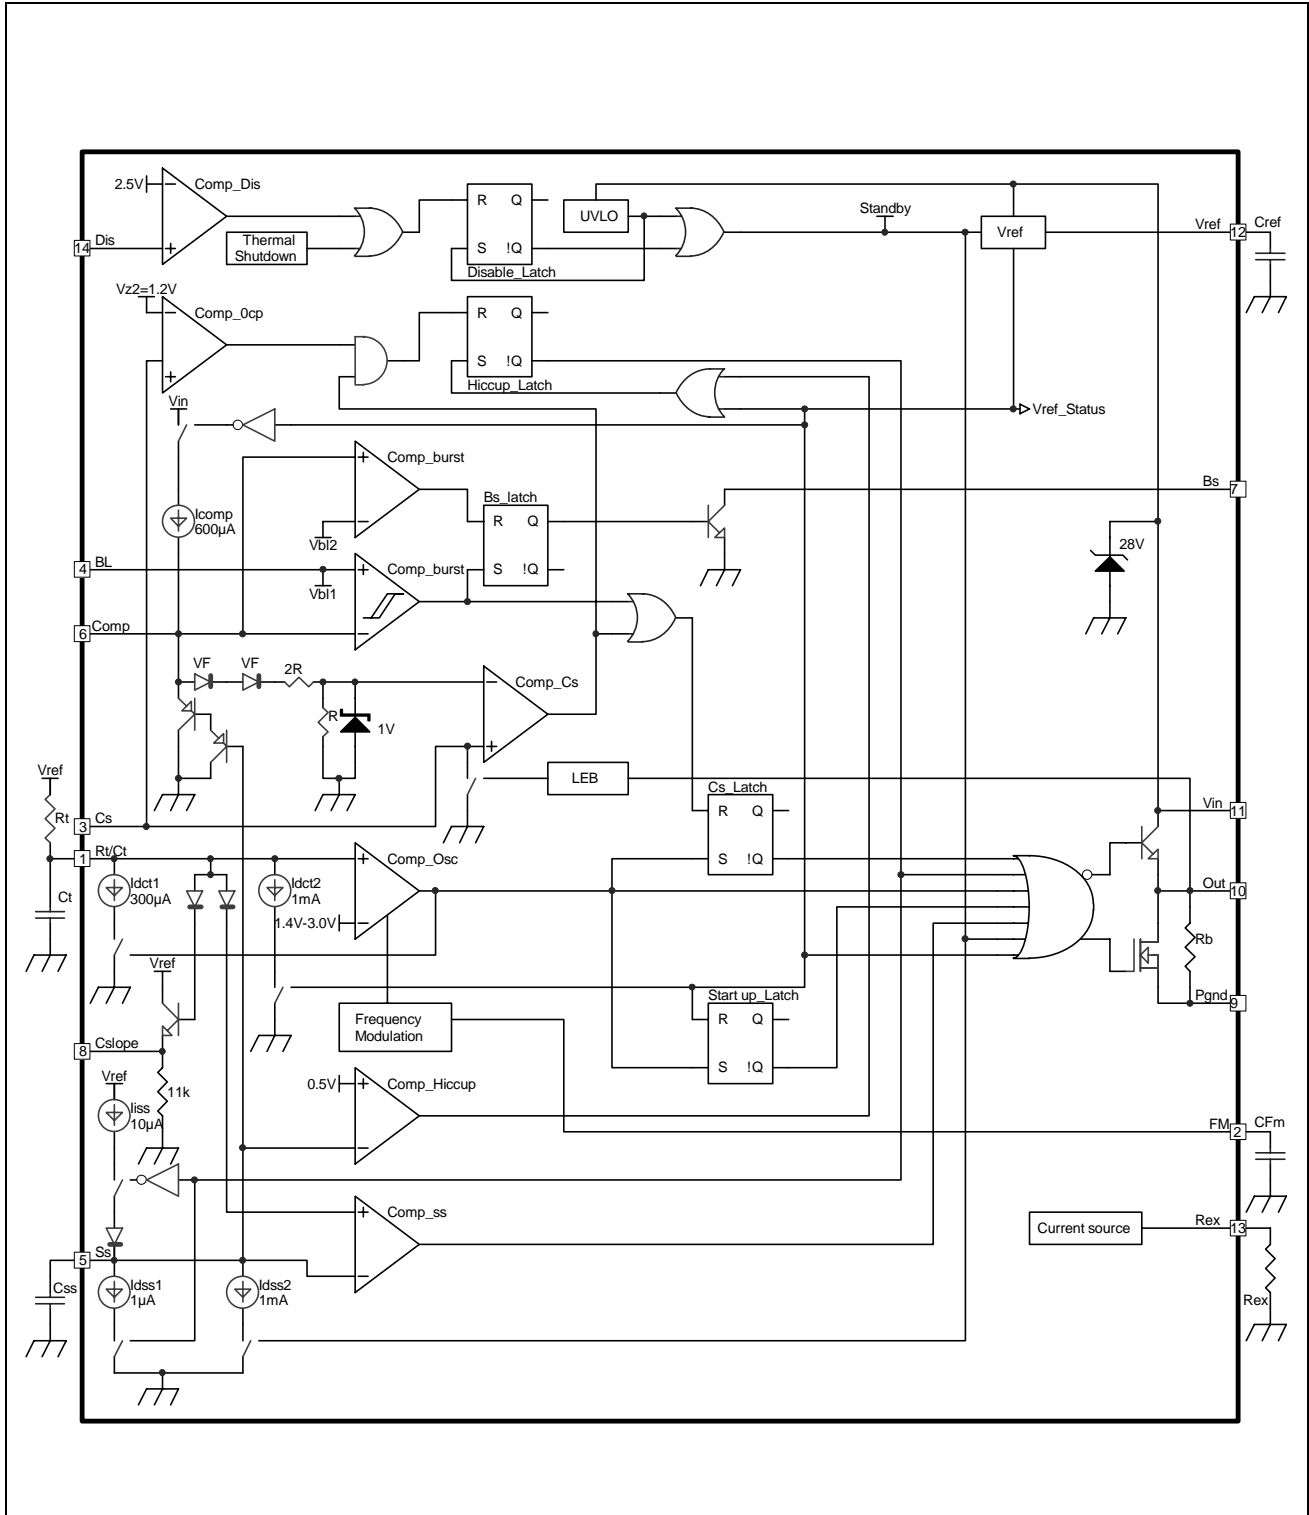 2.5V
Comp_Dis
R Q
UVLO
Standby
Vref
Vref
12
Cref
14
Dis
Thermal
Shutdown
S !Q
Disable_Latch
Vz2=1.2V
Comp_0cp
R Q
S !Q
Hiccup_Latch
Vin
Vref_Status
Comp_burst
Icomp
600µA
Vbl2
Bs_latch
R Q
S !Q
Bs
7
28V
4
BL
Vbl1
Comp_burst
6
Comp
VF
VF
2R
R
1V
Comp_Cs
Vref
Rt
LEB
Cs_Latch
R Q
S !Q
Vin
11
3
Cs
1
Rt/Ct
Comp_Osc
Idct1
300µA
Idct2
1mA
1.4V-3.0V
Ct
Out
10
Rb
Pgnd
9
Vref
Frequency
Modulation
Start up_Latch
R Q
S !Q
8
Cslope
11k
Vref
Iiss
10µA
0.5V
Comp_Hiccup
FM
2
CFm
Comp_ss
Current source
Rex
13
Rex
5
Ss
Css
Idss1
1µA
Idss2
1mA